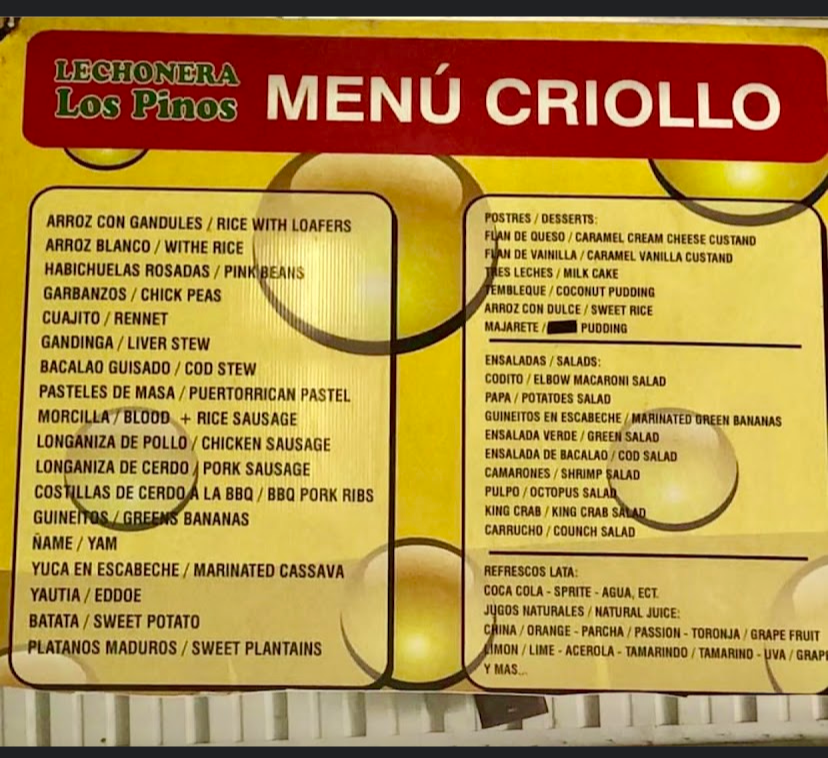 LECHONERA
Los Pinos
MENÚ CRIOLLO
ARROZ CON GANDULES / RICE WITH LOAFERS
ARROZ BLANCO / WITHE RICE
HABICHUELAS ROSADAS / PINK BEANS
GARBANZOS / CHICK PEAS
CUAJITO / RENNET
GANDINGA / LIVER STEW
BACALAO GUISADO / COD STEW
PASTELES DE MASA / PUERTORRICAN PASTEL
MORCILLA / BLOOD + RICE SAUSAGE
LONGANIZA DE POLLO / CHICKEN SAUSAGE
LONGANIZA DE CERDO / PORK SAUSAGE
COSTILLAS DE CERDO A LA BBQ / BBQ PORK RIBS
GUINEITOS / GREENS BANANAS
ÑAME / YAM
YUCA EN ESCABECHE / MARINATED CASSAVA
YAUTIA / EDDOE
BATATA / SWEET POTATO
PLATANOS MADUROS / SWEET PLANTAINS
POSTRES / DESSERTS:
FLAN DE QUESO / CARAMEL CREAM CHEESE CUSTAND
FLAN DE VAINILLA / CARAMEL VANILLA CUSTAND
TRES LECHES / MILK CAKE
TEMBLEQUE / COCONUT PUDDING
ARROZ CON DULCE / SWEET RICE
MAJARETE / PUDDING
ENSALADAS / SALADS:
CODITO / ELBOW MACARONI SALAD
PAPA / POTATOES SALAD
GUINEITOS EN ESCABECHE / MARINATED GREEN BANANAS
ENSALADA VERDE / GREEN SALAD
ENSALADA DE BACALAO / COD SALAD
CAMARONES / SHRIMP SALAD
PULPO / OCTOPUS SALAD
KING CRAB / KING CRAB SALAD
CARRUCHO / COUNCH SALAD
REFRESCOS LATA:
COCA COLA - SPRITE - AGUA, ECT.
JUGOS NATURALES / NATURAL JUICE:
CHINA / ORANGE - PARCHA / PASSION - TORONJA / GRAPE FRUIT
LIMON / LIME - ACEROLA - TAMARINDO / TAMARINO - UVA / GRAPE
Y MAS...